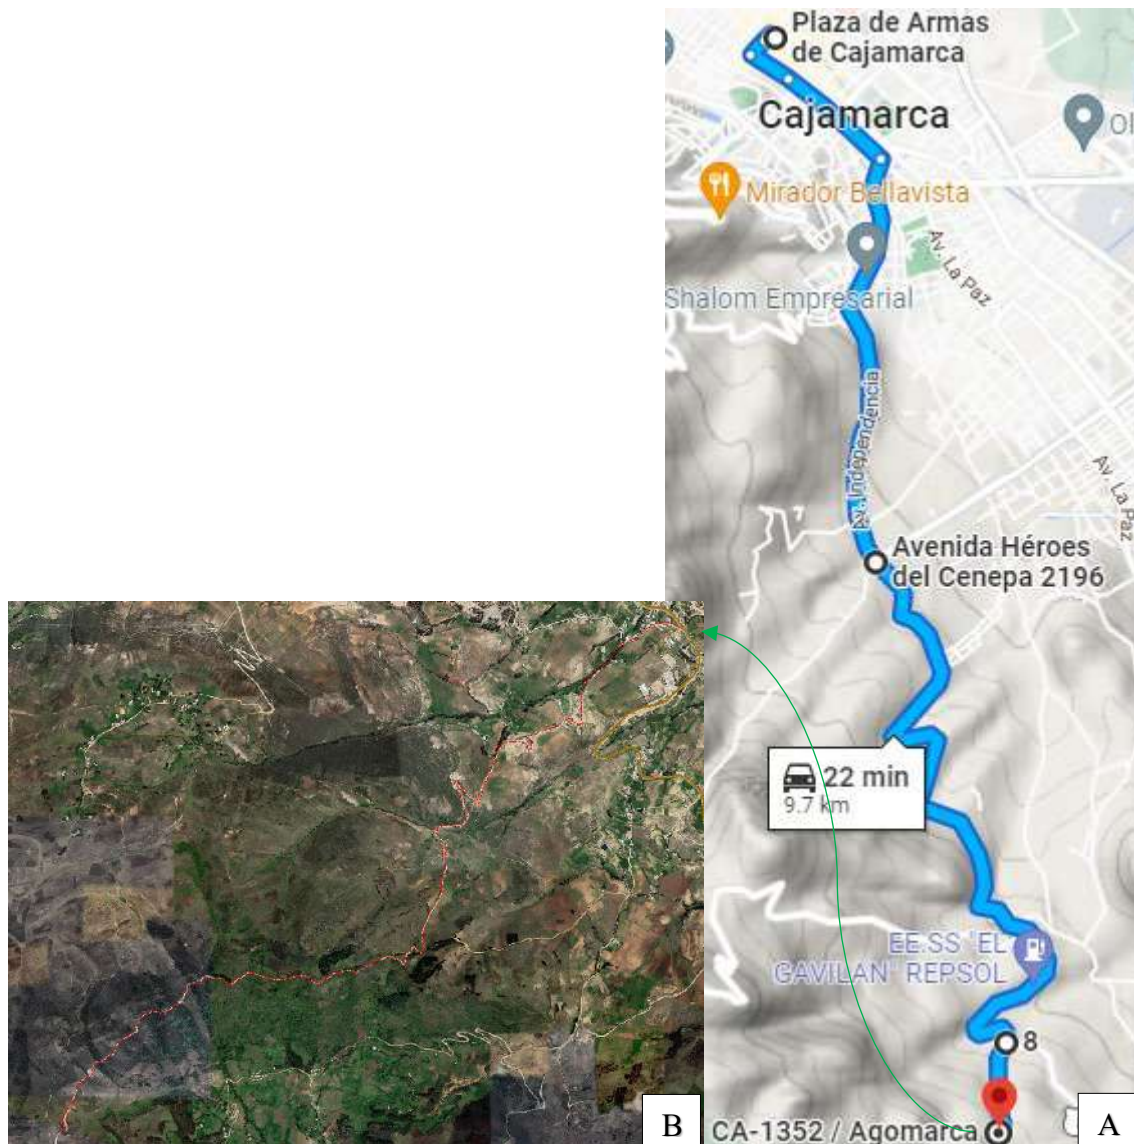 Plaza de Armas
de Cajamarca
Cajamarca
Ol
Mirador Bellavista
Av. La Paz
Shalom Empresarial
Av. Independencia
Av. La Paz
Avenida Héroes
del Cenepa 2196
22 min
9.7 km
EE.SS "EL
GAVILAN" REPSOL
8
CA-1352 / Agomarca
B
A